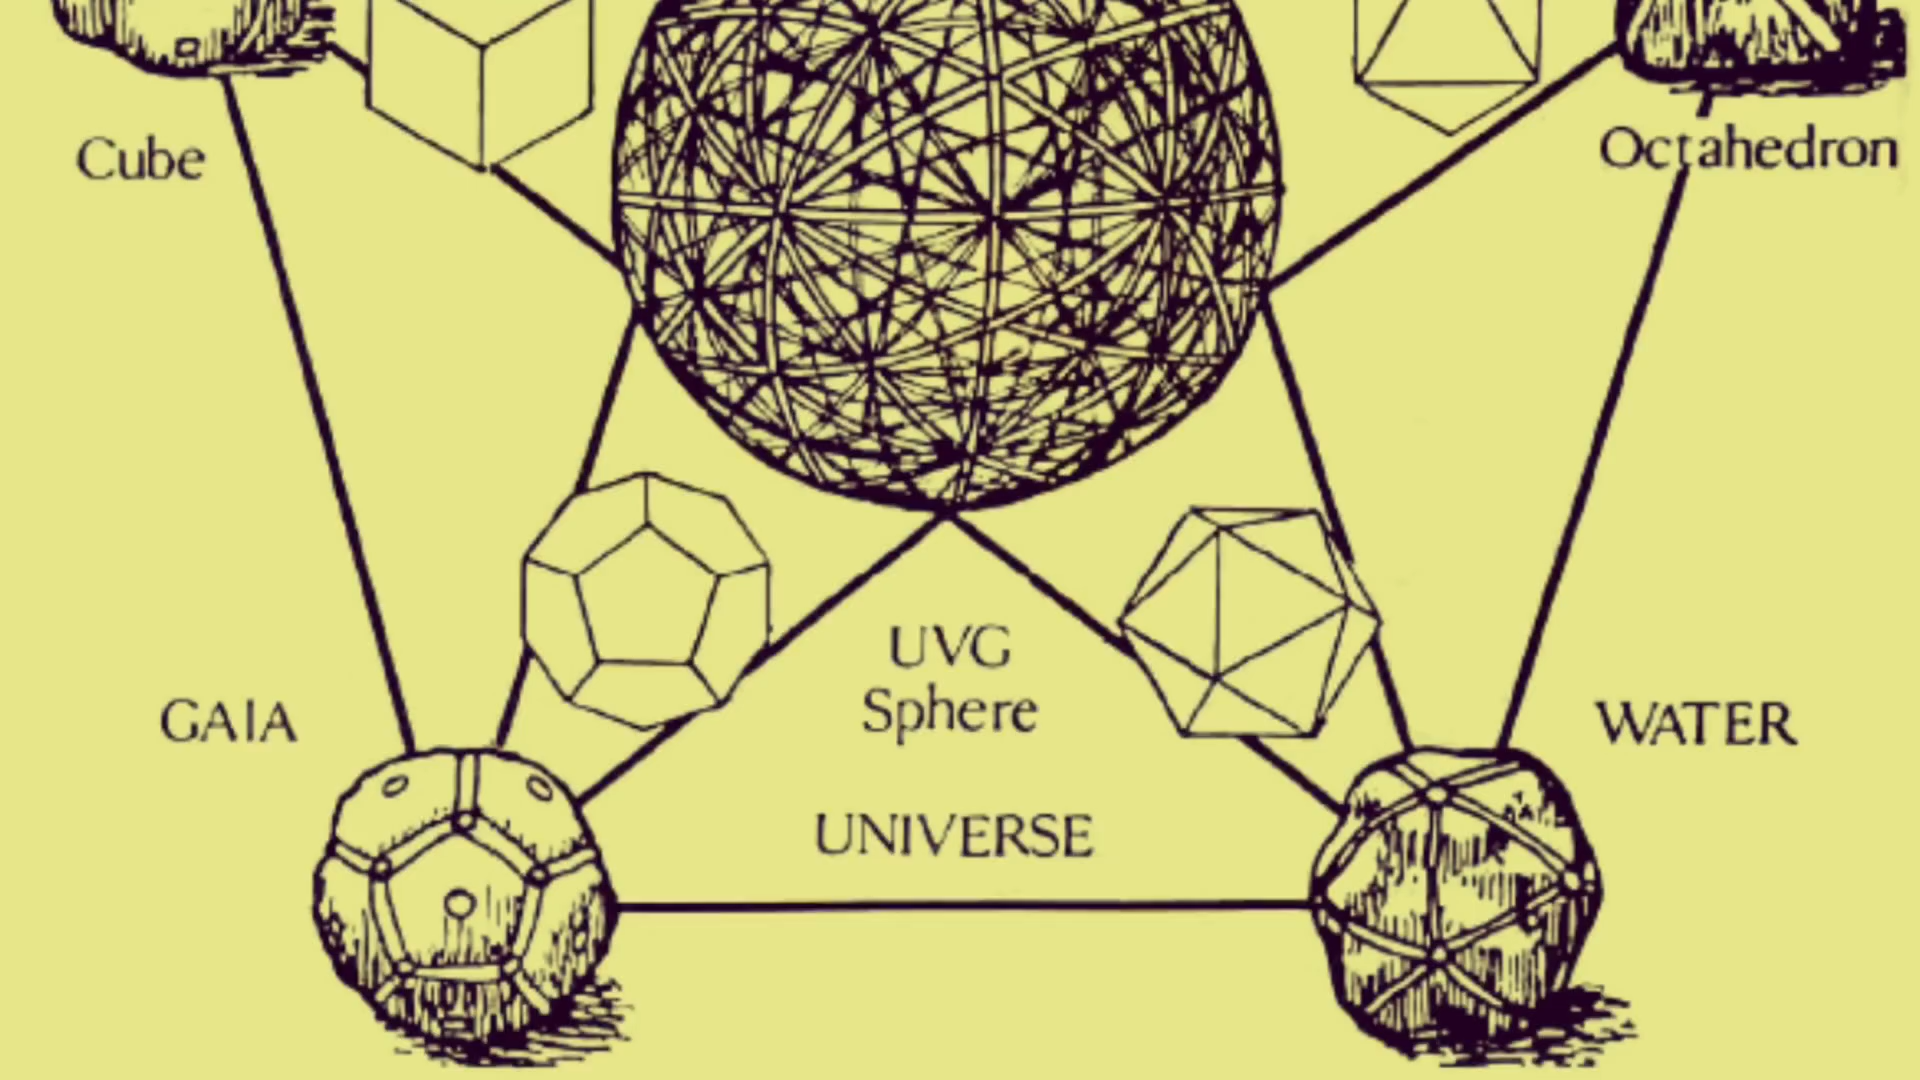 Cube
Octahedron
UVG
Sphere
GAIA
WATER
UNIVERSE